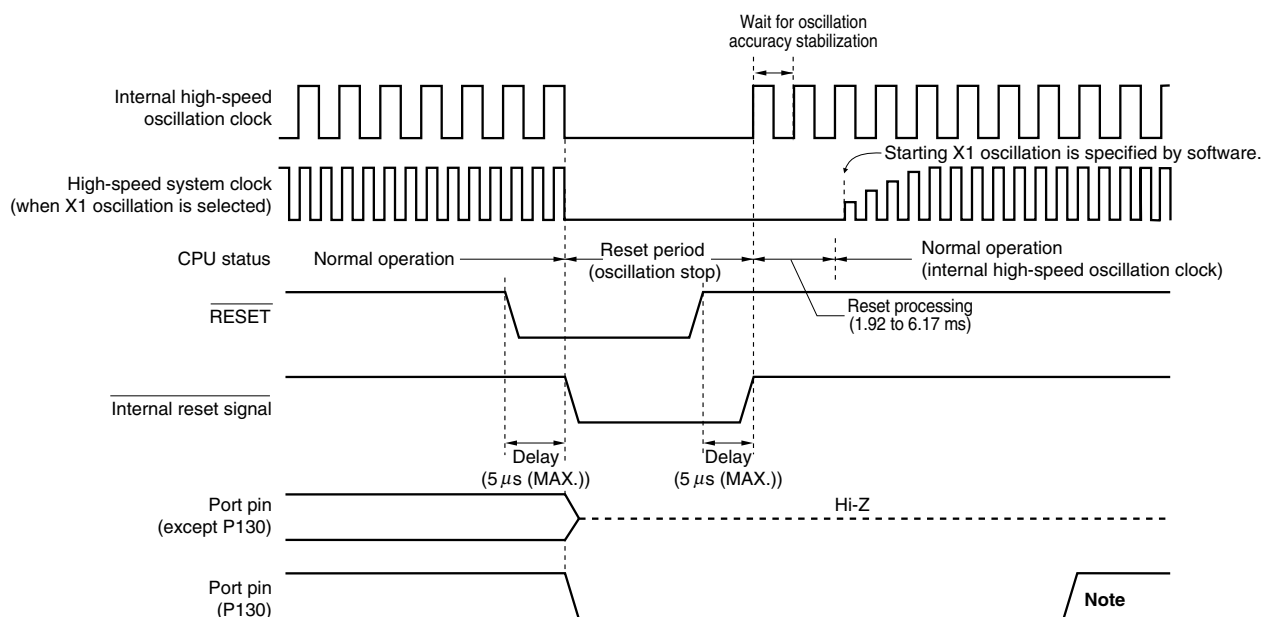 Wait for oscillation
accuracy stabilization
Internal high-speed
oscillation clock
Starting X1 oscillation is specified by software.
High-speed system clock
(when X1 oscillation is selected)
CPU status
Normal operation
Reset period
(oscillation stop)
Normal operation
(internal high-speed oscillation clock)
RESET
Reset processing
(1.92 to 6.17 ms)
Internal reset signal
Delay
(5 μs (MAX.))
Delay
(5 μs (MAX.))
Port pin
(except P130)
Hi-Z
Port pin
(P130)
Note